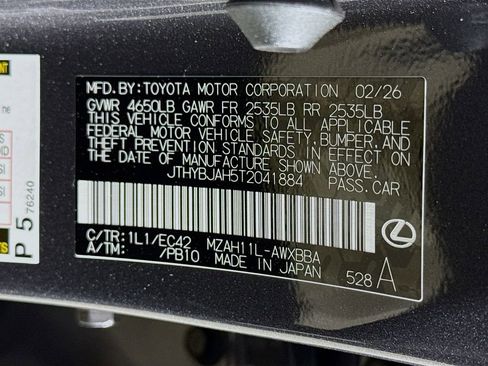 MFD. BY: TOYOTA MOTOR CORPORATION 02/26
GVWR 4650LB GAWR FR 2535LB RR 2535LB
THIS VEHICLE CONFORMS TO ALL APPLICABLE
FEDERAL MOTOR VEHICLE SAFETY, BUMPER, AND
THEFT PREVENTION STANDARDS IN EFFECT ON
THE DATE OF MANUFACTURE SHOWN ABOVE.
JTHYBJAH5T2041884 PASS. CAR
C/TR: 1L1/EC42 MZAH11L-AWXBBA
A/TM: /PB10 MADE IN JAPAN
528 A
P 5 76240